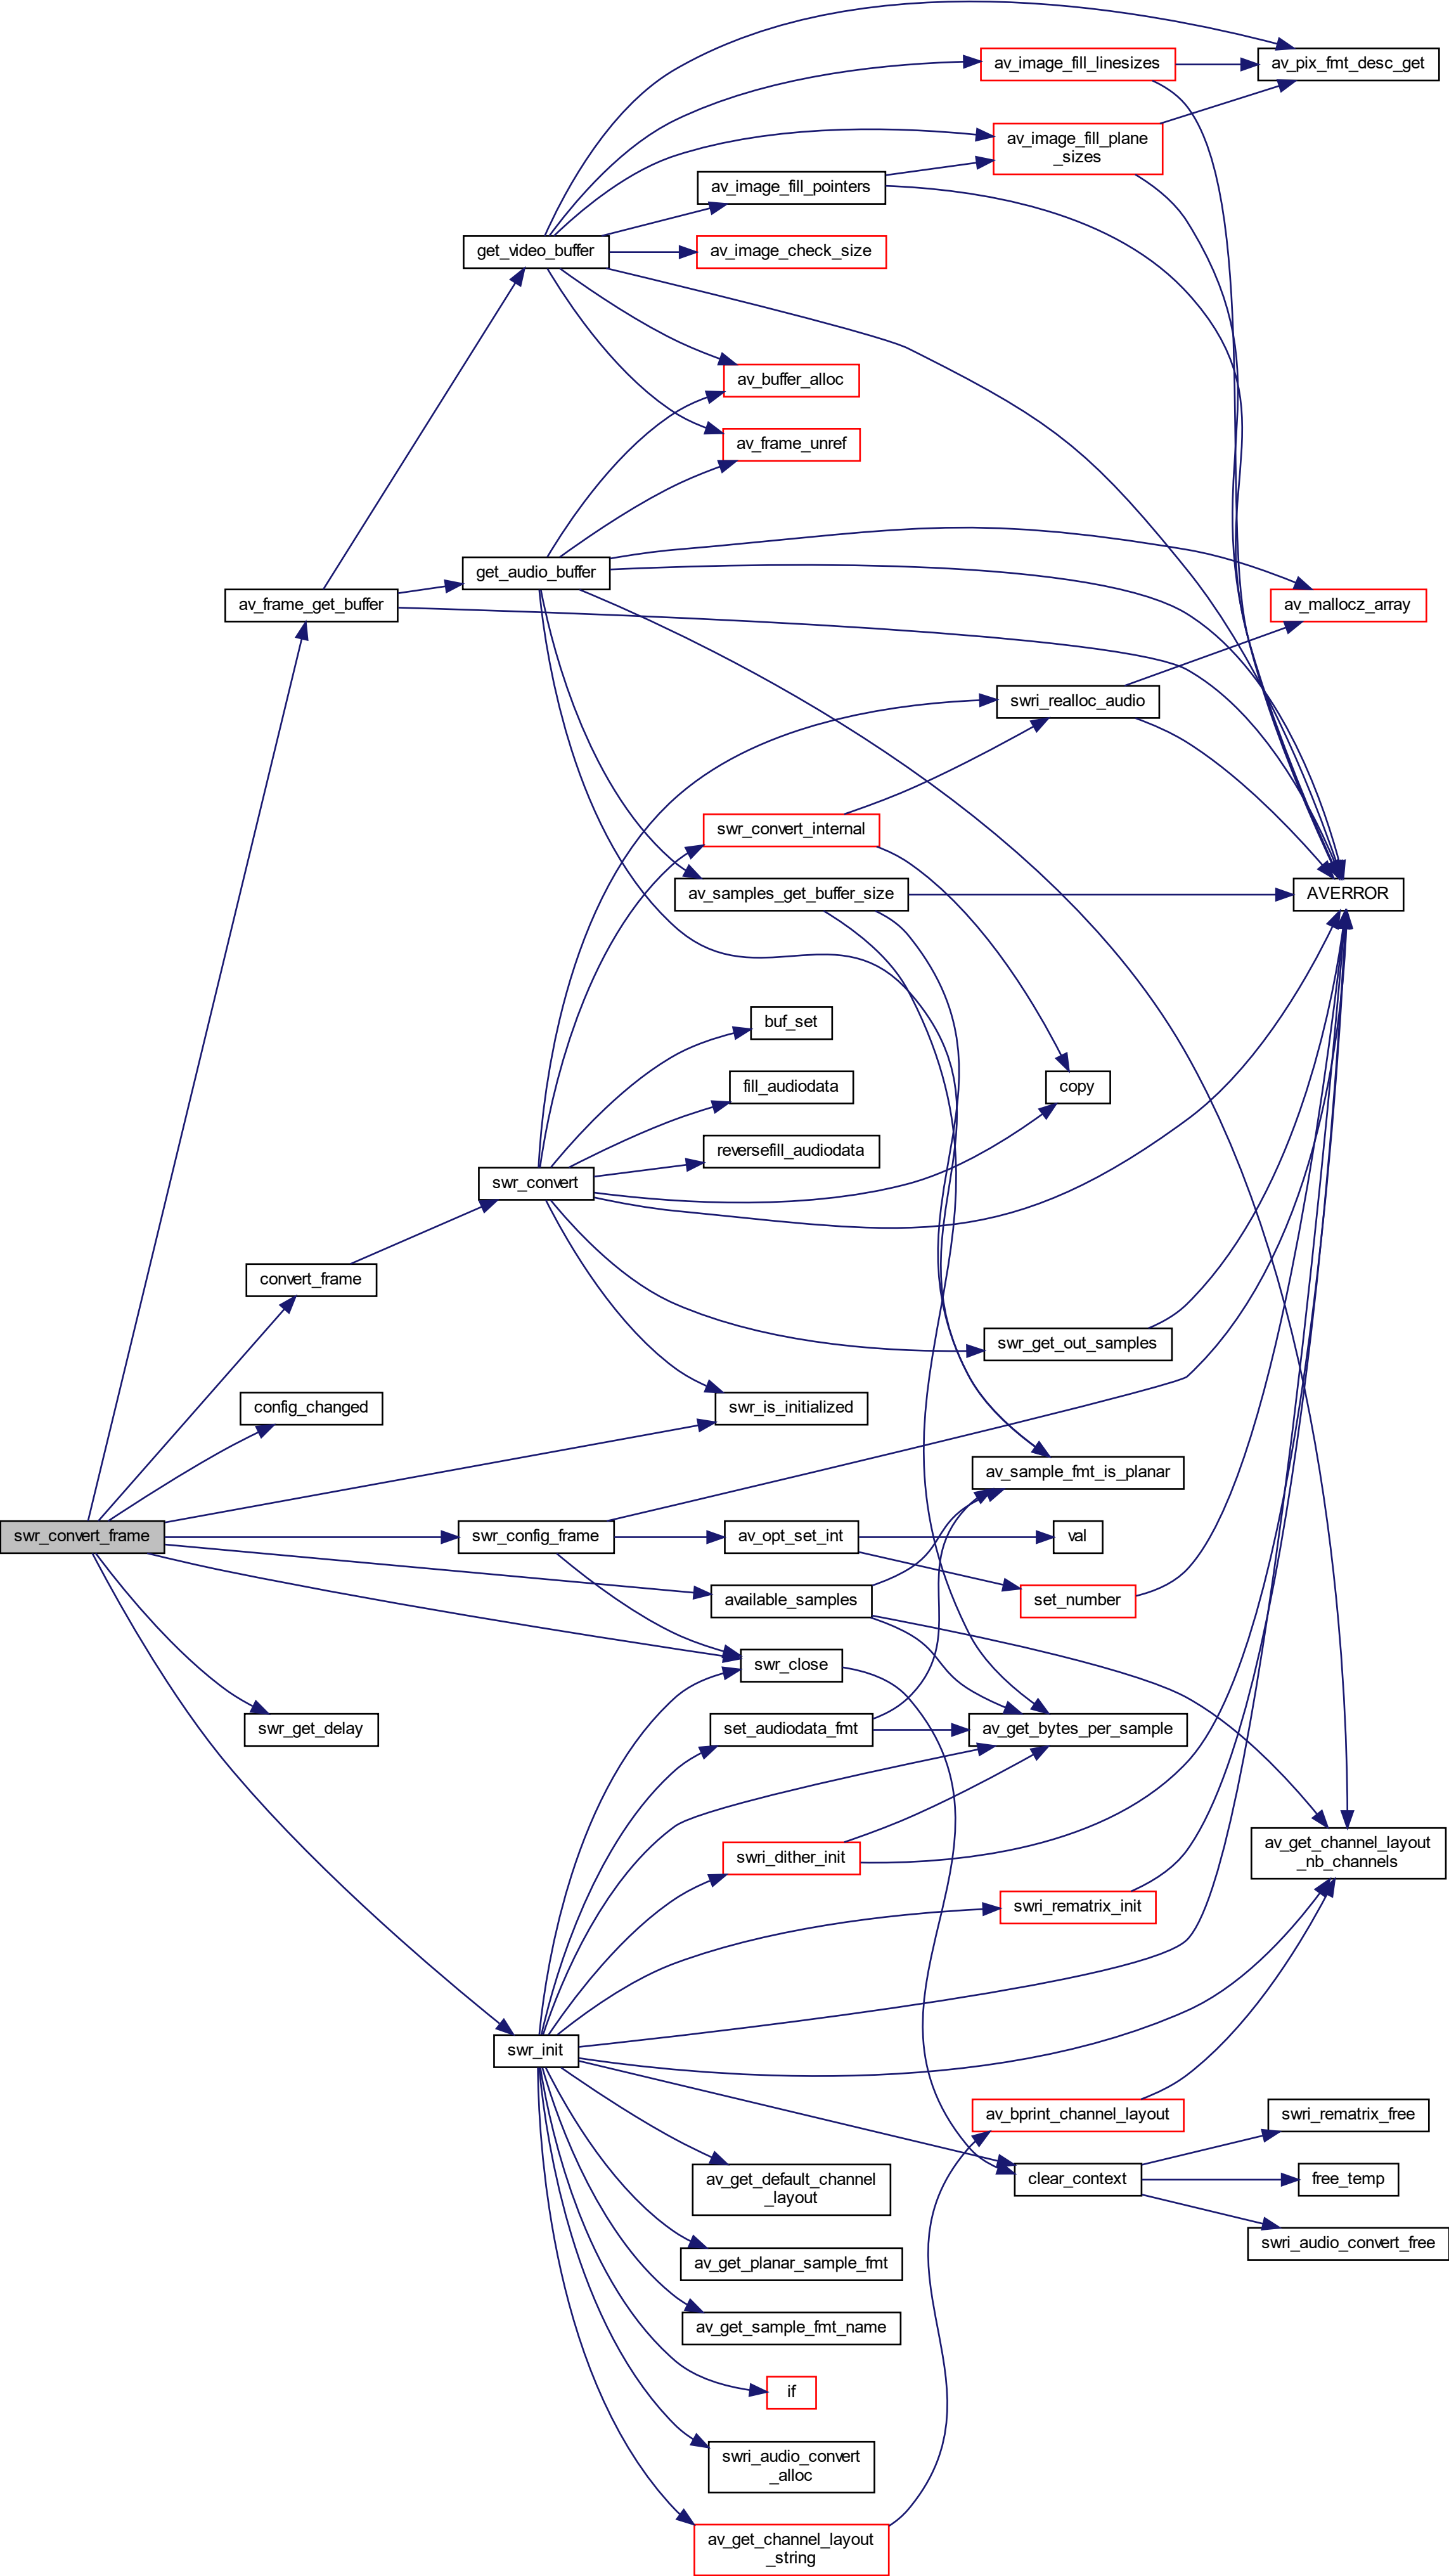 av_image_fill_linesizes
av_pix_fmt_desc_get
av_image_fill_plane
_sizes
av_image_fill_pointers
get_video_buffer
av_image_check_size
av_buffer_alloc
av_frame_unref
get_audio_buffer
av_frame_get_buffer
av_mallocz_array
swri_realloc_audio
swr_convert_internal
av_samples_get_buffer_size
AVERROR
buf_set
fill_audiodata
copy
reversefill_audiodata
swr_convert
convert_frame
swr_get_out_samples
config_changed
swr_is_initialized
av_sample_fmt_is_planar
swr_convert_frame
swr_config_frame
av_opt_set_int
val
available_samples
set_number
swr_close
swr_get_delay
set_audiodata_fmt
av_get_bytes_per_sample
swri_dither_init
av_get_channel_layout
_nb_channels
swri_rematrix_init
swr_init
av_bprint_channel_layout
swri_rematrix_free
av_get_default_channel
_layout
clear_context
free_temp
swri_audio_convert_free
av_get_planar_sample_fmt
av_get_sample_fmt_name
if
swri_audio_convert
_alloc
av_get_channel_layout
_string